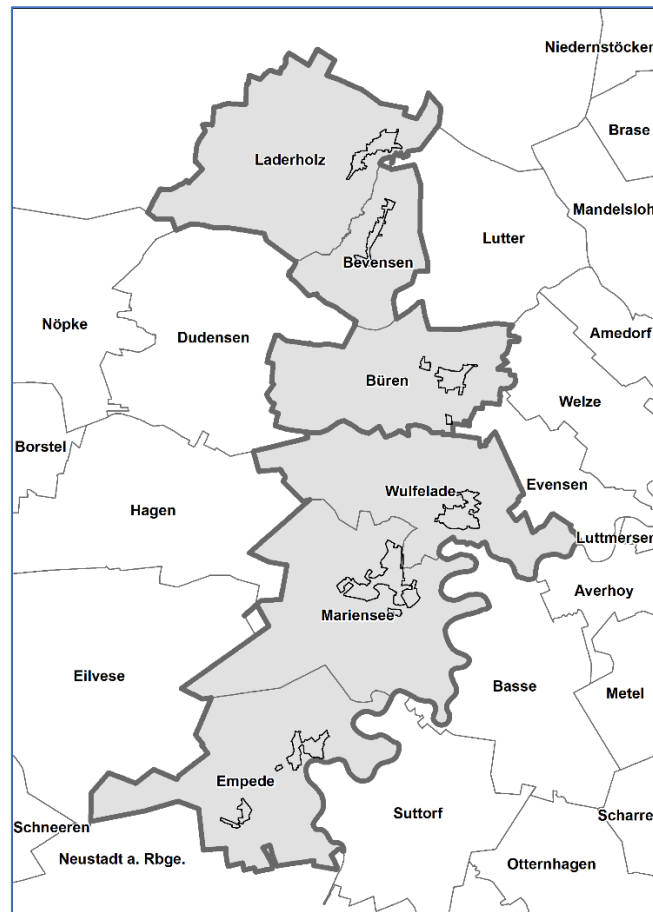 Niedernstöcken
Brase
Laderholz
Mandelsloh
Lutter
Bevensen
Nöpke
Dudensen
Amedorf
Büren
Welze
Borstel
Wulfelade
Evensen
Hagen
Luttmersen
Averhoy
Mariensee
Eilvese
Basse
Metel
Empede
Suttorf
Scharrel
Schneeren
Neustadt a. Rbge.
Otternhagen